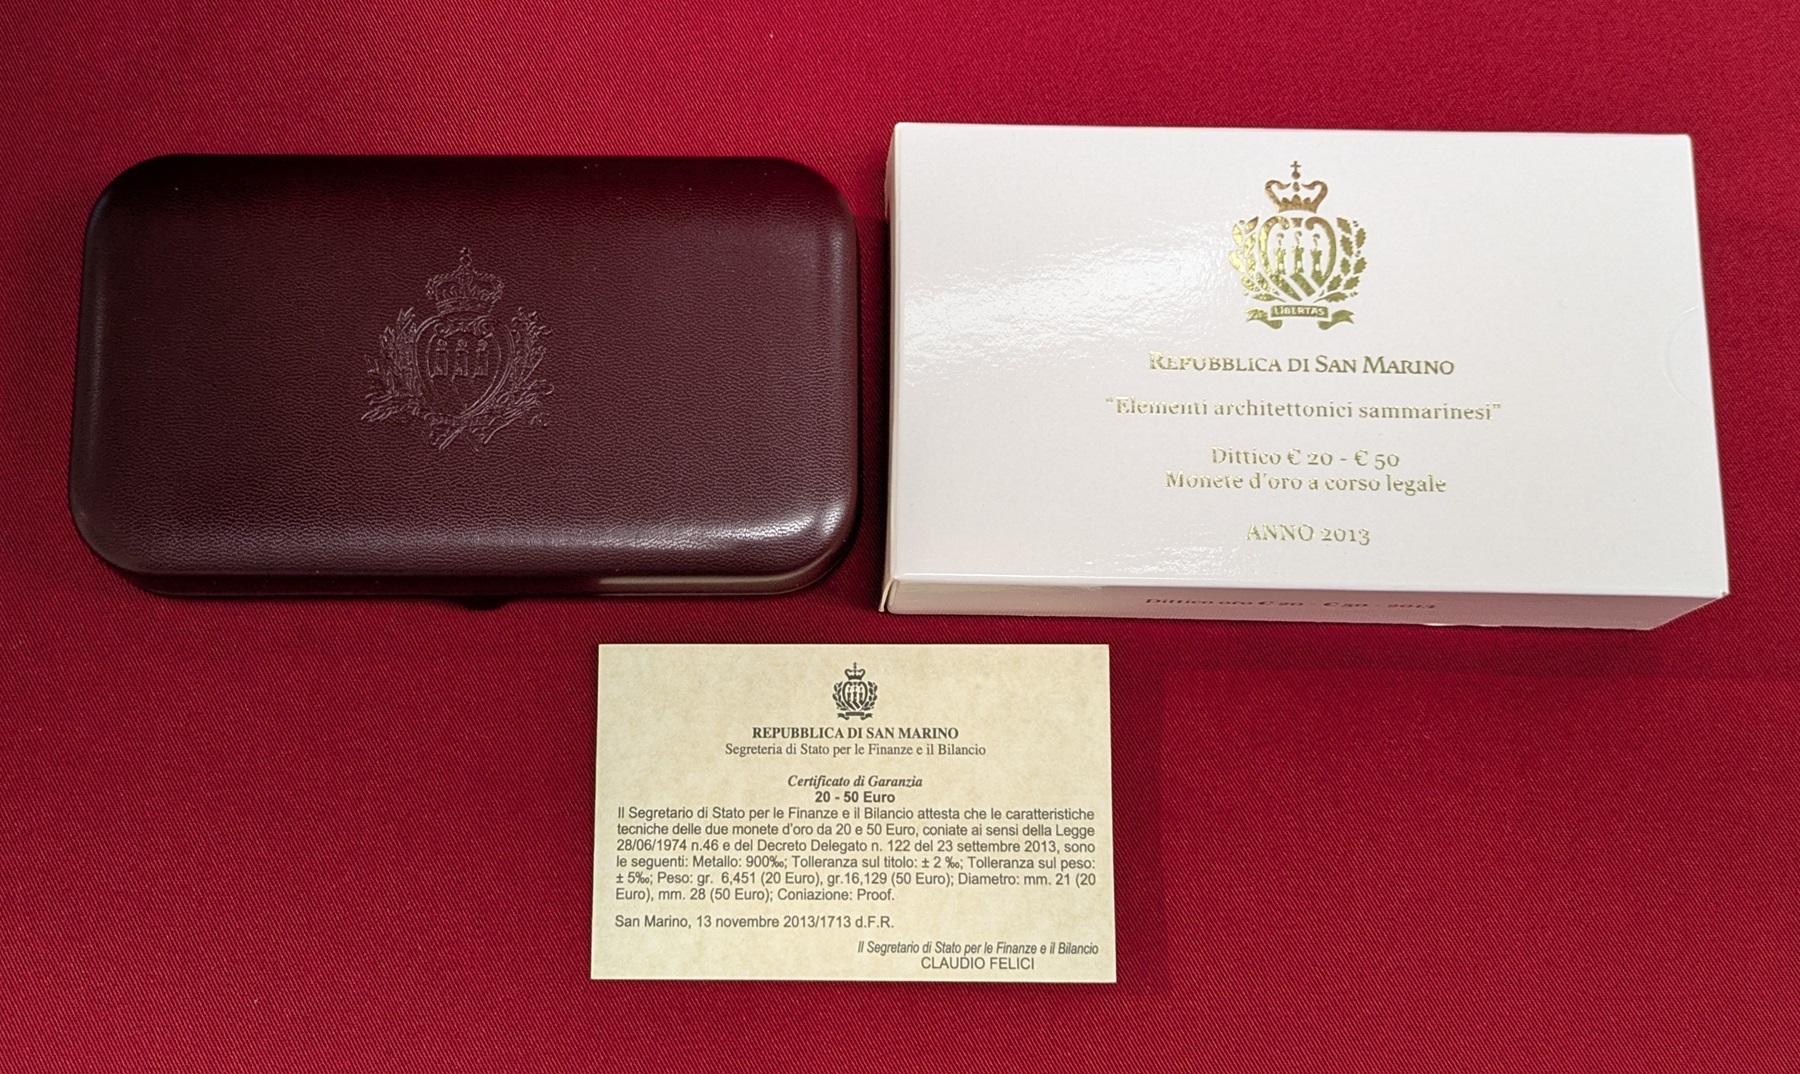 LIBERTAS
REPUBBLICA DI SAN MARINO
"Elementi architettonici sammarinesi"
Dittico € 20 - € 50
Monete d'oro a corso legale
ANNO 2013
Dittico oro € 20 - € 50 - 2013
REPUBBLICA DI SAN MARINO
Segreteria di Stato per le Finanze e il Bilancio
Certificato di Garanzia
20 - 50 Euro
Il Segretario di Stato per le Finanze e il Bilancio attesta che le caratteristiche
tecniche delle due monete d'oro da 20 e 50 Euro, coniate ai sensi della Legge
28/06/1974 n.46 e del Decreto Delegato n. 122 del 23 settembre 2013, sono
le seguenti: Metallo: 900‰; Tolleranza sul titolo: ± 2 ‰; Tolleranza sul peso:
± 5‰; Peso: gr. 6,451 (20 Euro), gr.16,129 (50 Euro); Diametro: mm. 21 (20
Euro), mm. 28 (50 Euro); Coniazione: Proof.
San Marino, 13 novembre 2013/1713 d.F.R.
Il Segretario di Stato per le Finanze e il Bilancio
CLAUDIO FELICI